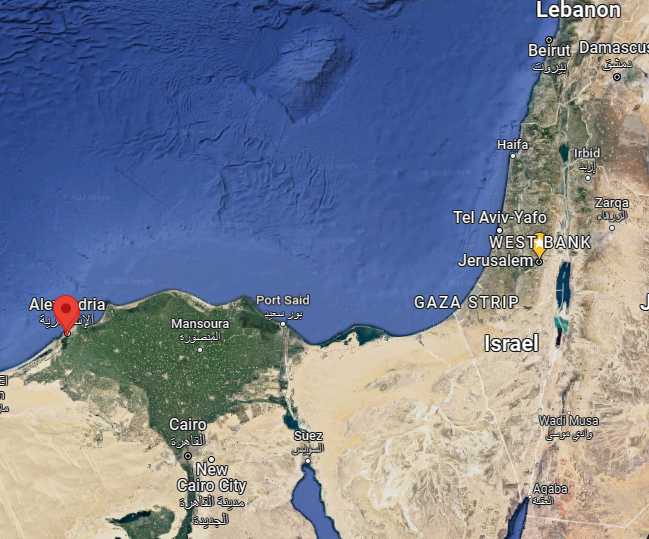 Lebanon
Beirut
بيروت
Damascus
دمشق
Haifa
Irbid
إربد
Zarqa
الزرقاء
Tel Aviv-Yafo
WEST BANK
Jerusalem
Alexandria
الإسكندرية
Port Said
بور سعيد
GAZA STRIP
Mansoura
المنصورة
Israel
El
Cairo
القاهرة
Suez
السويس
Wadi Musa
وادي موسى
New
Cairo City
مدينة القاهرة
الجديدة
Aqaba
العقبة